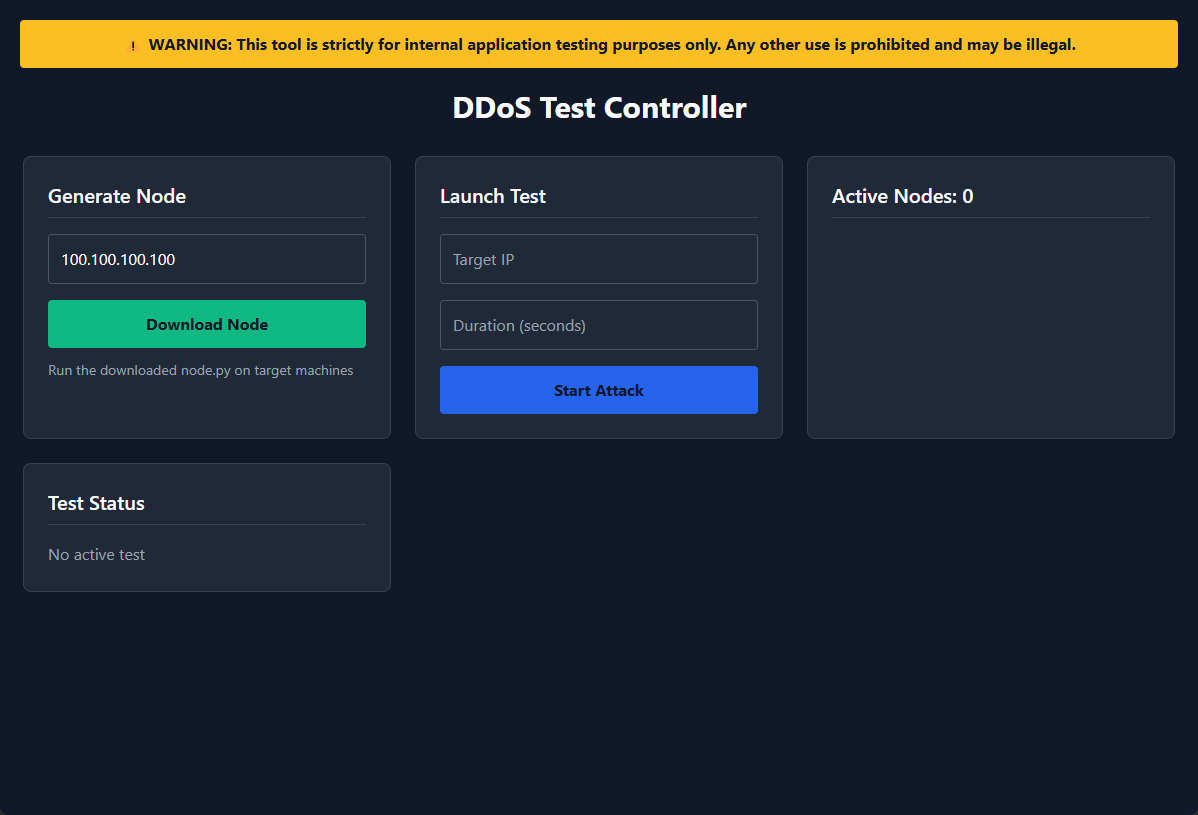 WARNING: This tool is strictly for internal application testing purposes only. Any other use is prohibited and may be illegal.
DDoS Test Controller
Generate Node
100.100.100.100
Download Node
Run the downloaded node.py on target machines
Launch Test
Target IP
Duration (seconds)
Start Attack
Active Nodes: 0
Test Status
No active test